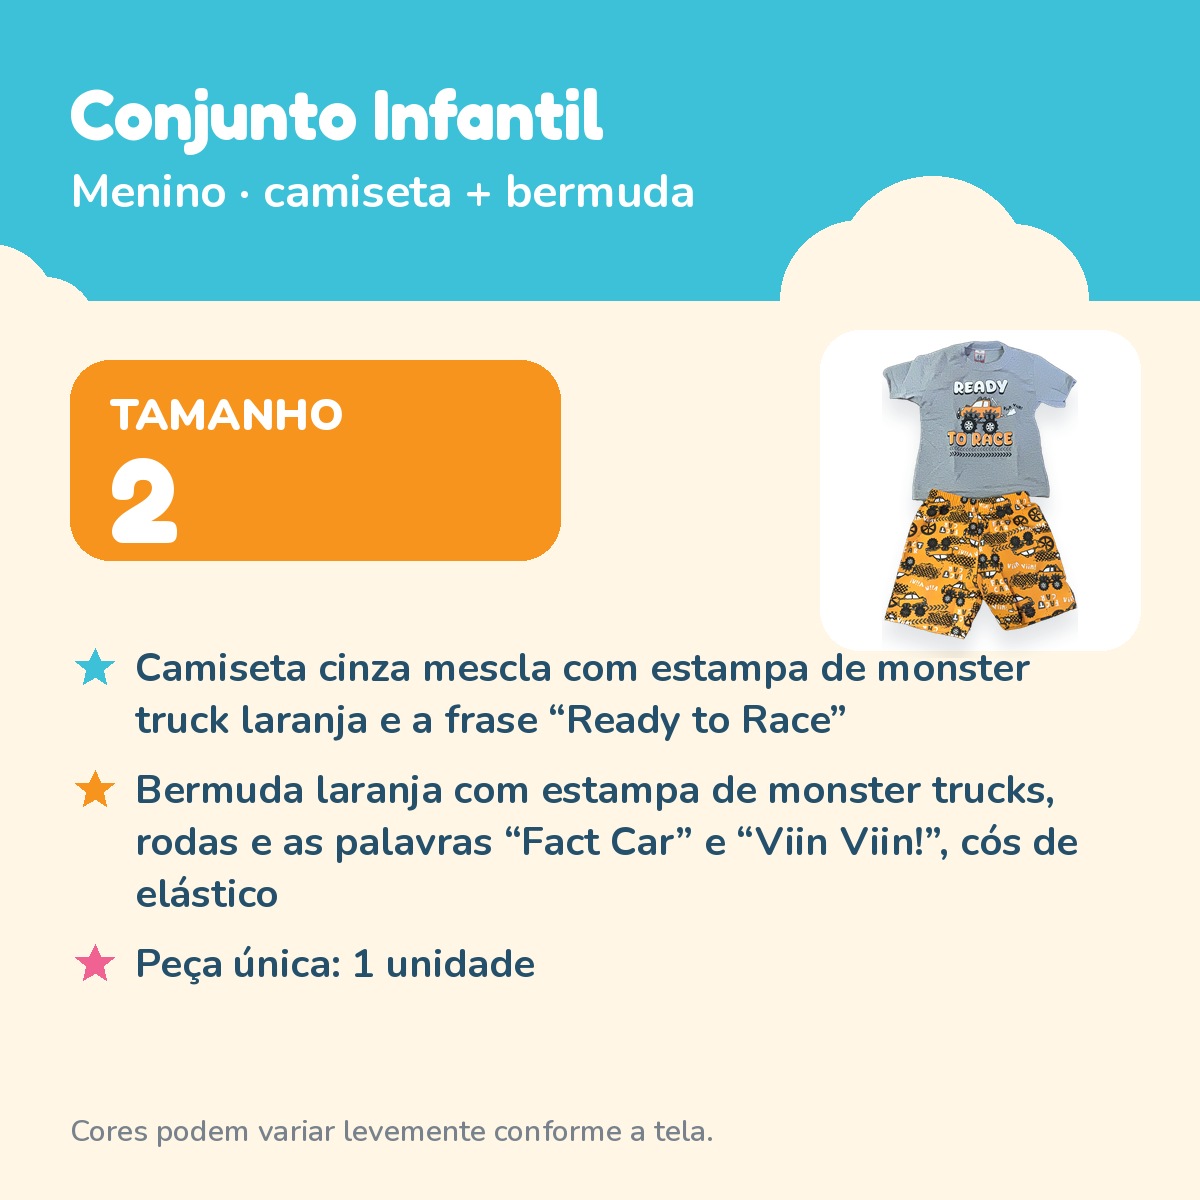 Conjunto Infantil
Menino · camiseta + bermuda
TAMANHO
2
READY
TO RACE
Camiseta cinza mescla com estampa de monster
truck laranja e a frase “Ready to Race”
Bermuda laranja com estampa de monster trucks,
rodas e as palavras “Fact Car” e “Viin Viin!”, cós de
elástico
Peça única: 1 unidade
Cores podem variar levemente conforme a tela.